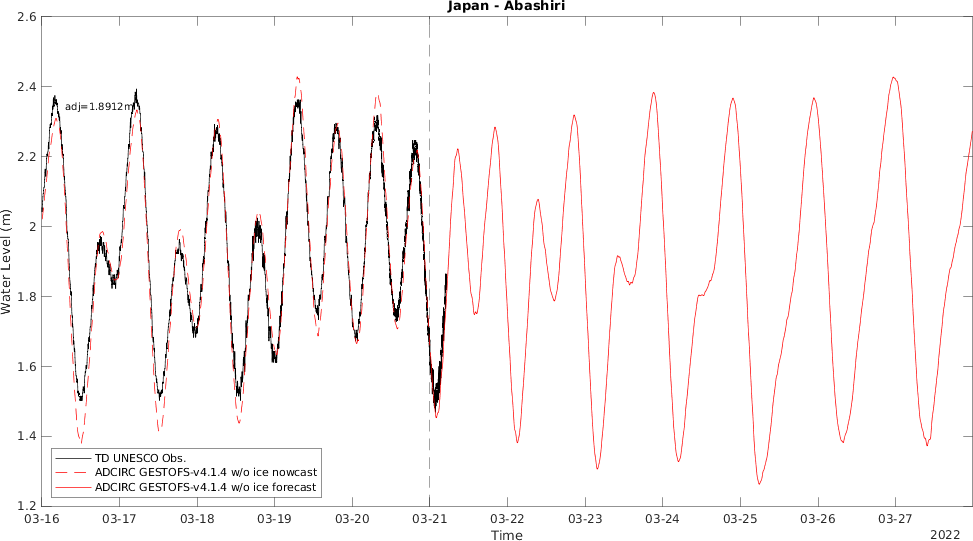 Japan - Abashiri
2.6
2.4
2.2
2
1.8
1.6
1.4
1.2
Water Level (m)
adj=1.8912m
TD UNESCO Obs.
ADCIRC GESTOFS-v4.1.4 w/o ice nowcast
ADCIRC GESTOFS-v4.1.4 w/o ice forecast
03-16 03-17 03-18 03-19 03-20 03-21 03-22 03-23 03-24 03-25 03-26 03-27
Time
2022